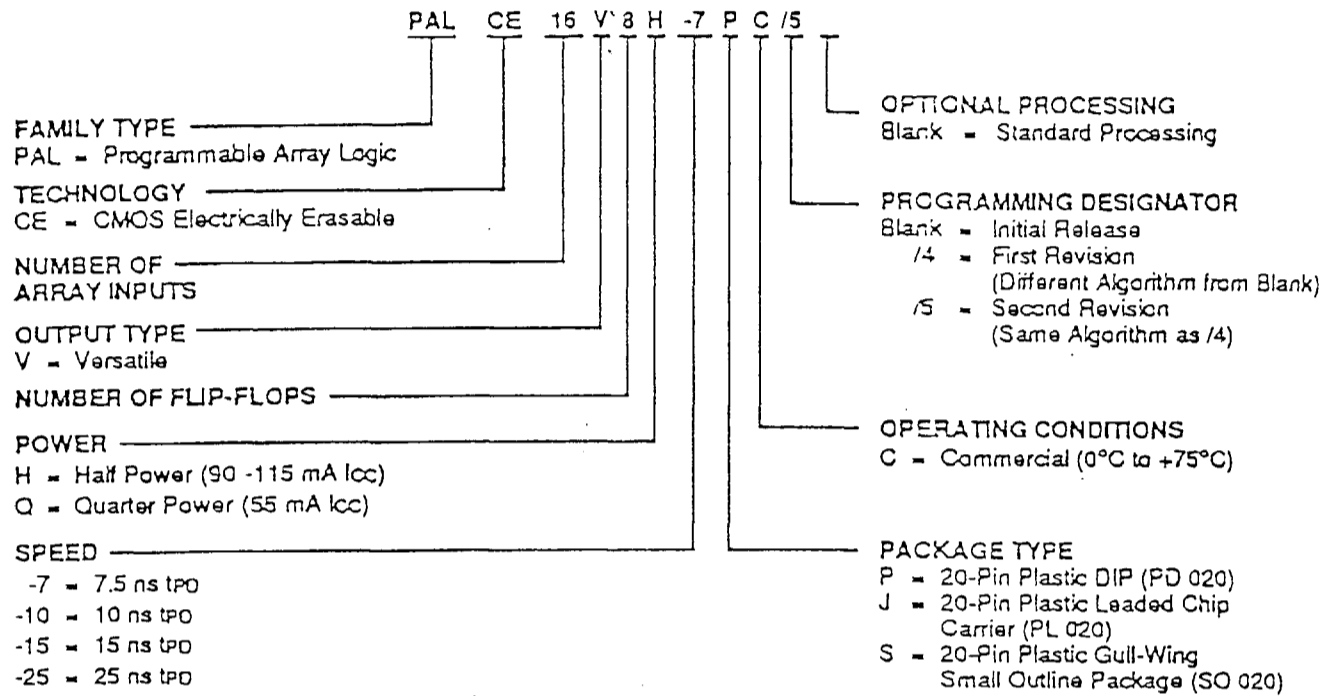 PAL CE 16 V 8 H -7 P C /5
FAMILY TYPE
PAL = Programmable Array Logic
TECHNOLOGY
CE = CMOS Electrically Erasable
NUMBER OF
ARRAY INPUTS
OUTPUT TYPE
V = Versatile
NUMBER OF FLIP-FLOPS
POWER
H = Half Power (90 -115 mA Icc)
Q = Quarter Power (55 mA Icc)
SPEED
-7 = 7.5 ns tPD
-10 = 10 ns tPD
-15 = 15 ns tPD
-25 = 25 ns tPD
OPTIONAL PROCESSING
Blank = Standard Processing
PROGRAMMING DESIGNATOR
Blank = Initial Release
/4 = First Revision
(Different Algorithm from Blank)
/5 = Second Revision
(Same Algorithm as /4)
OPERATING CONDITIONS
C = Commercial (0°C to +75°C)
PACKAGE TYPE
P = 20-Pin Plastic DIP (PD 020)
J = 20-Pin Plastic Leaded Chip
Carrier (PL 020)
S = 20-Pin Plastic Gull-Wing
Small Outline Package (SO 020)